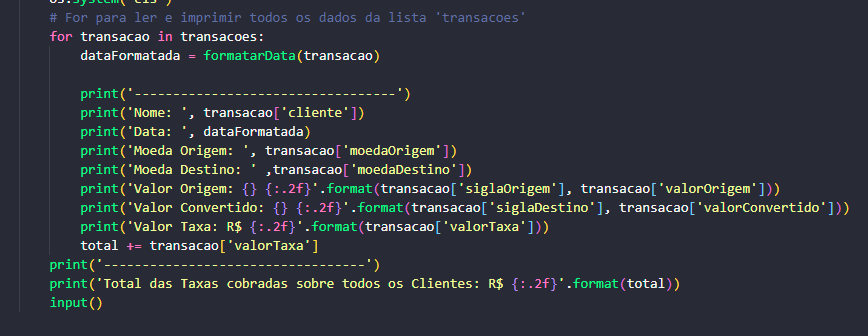 os.system('cls')
# For para ler e imprimir todos os dados da lista 'transacoes'
for transacao in transacoes:
dataFormatada = formatarData(transacao)
print('----------------------------------')
print('Nome: ', transacao['cliente'])
print('Data: ', dataFormatada)
print('Moeda Origem: ', transacao['moedaOrigem'])
print('Moeda Destino: ' ,transacao['moedaDestino'])
print('Valor Origem: {} {:.2f}'.format(transacao['siglaOrigem'], transacao['valorOrigem']))
print('Valor Convertido: {} {:.2f}'.format(transacao['siglaDestino'], transacao['valorConvertido']))
print('Valor Taxa: R$ {:.2f}'.format(transacao['valorTaxa']))
total += transacao['valorTaxa']
print('----------------------------------')
print('Total das Taxas cobradas sobre todos os Clientes: R$ {:.2f}'.format(total))
input()